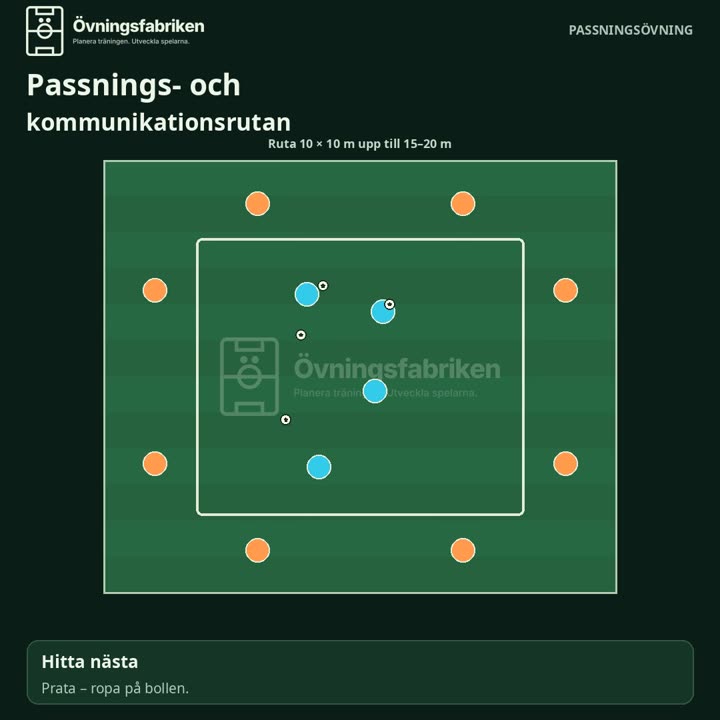 Övningsfabriken
Planera träningen. Utveckla spelarna.
PASSNINGSÖVNING
Passnings- och
kommunikationsrutan
Ruta 10 × 10 m upp till 15–20 m
Övningsfabriken
Planera tränin Utveckla spelarna.
Hitta nästa
Prata – ropa på bollen.